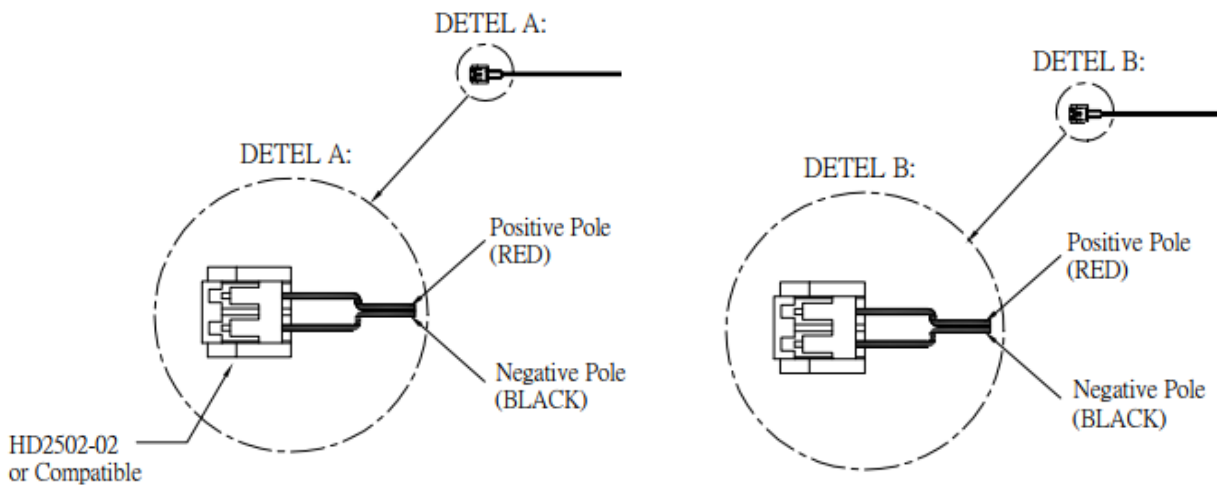 DETEL A:
DETEL A:
Positive Pole
(RED)
Negative Pole
(BLACK)
HD2502-02
or Compatible
DETEL B:
DETEL B:
Positive Pole
(RED)
Negative Pole
(BLACK)